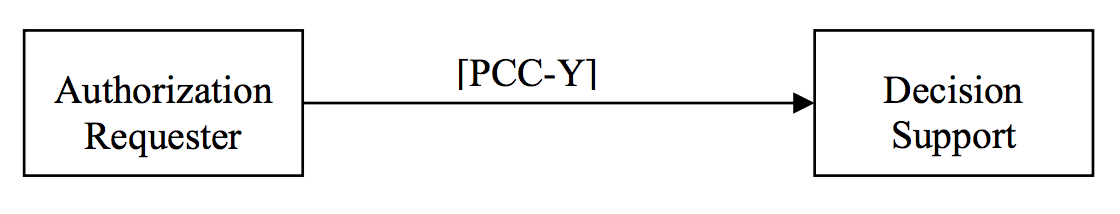 Authorization
Requester
⌈PCC-Y⌉
Decision
Support